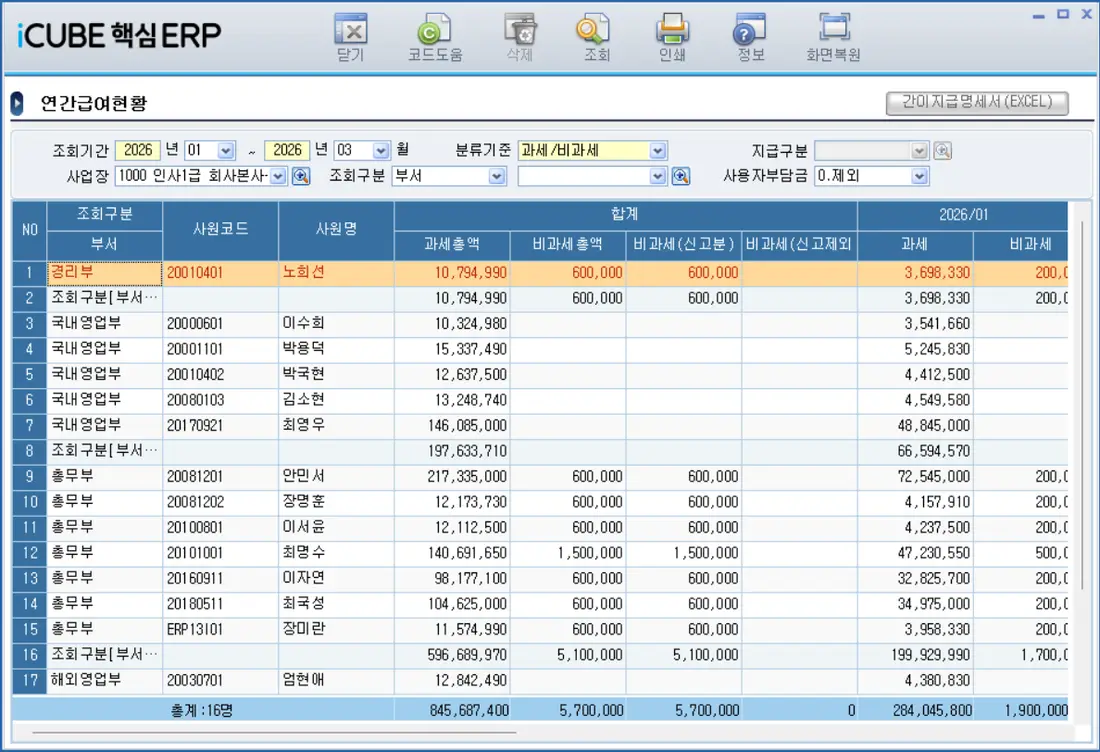 iCUBE 핵심ERP
닫기 코드도움 삭제 조회 인쇄 정보 화면복원
연간급여현황 간이지급명세서(EXCEL)
조회기간 2026 년 01 ~ 2026 년 03 월 분류기준 과세/비과세 지급구분
사업장 1000 인사1급 회사본사 조회구분 부서 사용자부담금 0.제외
NO 조회구분 사원코드 사원명 합계 2026/01
부서 과세총액 비과세총액 비과세(신고분) 비과세(신고제외 과세 비과세
1 경리부 20010401 노희선 10,794,990 600,000 600,000 3,698,330 200,0
2 조회구분[부서… 10,794,990 600,000 600,000 3,698,330 200,0
3 국내영업부 20000601 이수희 10,324,980 3,541,660
4 국내영업부 20001101 박용덕 15,337,490 5,245,830
5 국내영업부 20010402 박국현 12,637,500 4,412,500
6 국내영업부 20080103 김소현 13,248,740 4,549,580
7 국내영업부 20170921 최영우 146,085,000 48,845,000
8 조회구분[부서… 197,633,710 66,594,570
9 총무부 20081201 안민서 217,335,000 600,000 600,000 72,545,000 200,0
10 총무부 20081202 장명훈 12,173,730 600,000 600,000 4,157,910 200,0
11 총무부 20100801 이서윤 12,112,500 600,000 600,000 4,237,500 200,0
12 총무부 20101001 최명수 140,691,650 1,500,000 1,500,000 47,230,550 500,0
13 총무부 20160911 이자연 98,177,100 600,000 600,000 32,825,700 200,0
14 총무부 20180511 최국성 104,625,000 600,000 600,000 34,975,000 200,0
15 총무부 ERP13I01 장미란 11,574,990 600,000 600,000 3,958,330 200,0
16 조회구분[부서… 596,689,970 5,100,000 5,100,000 199,929,990 1,700,0
17 해외영업부 20030701 엄현애 12,842,490 4,380,830
총계 :16명 845,687,400 5,700,000 5,700,000 0 284,045,800 1,900,000